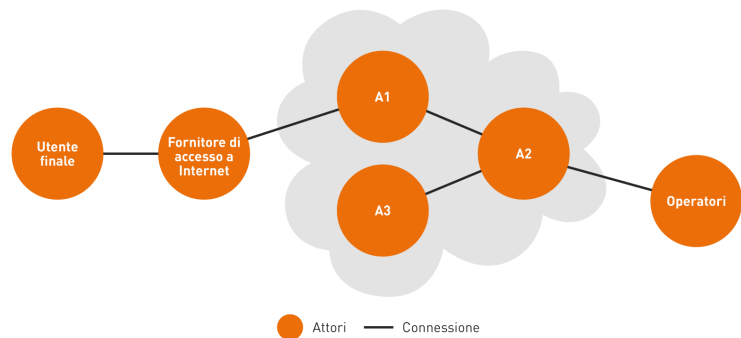 Utente
finale
Fornitore di
accesso a
Internet
A1
A2
A3
Operatori
Attori
Connessione